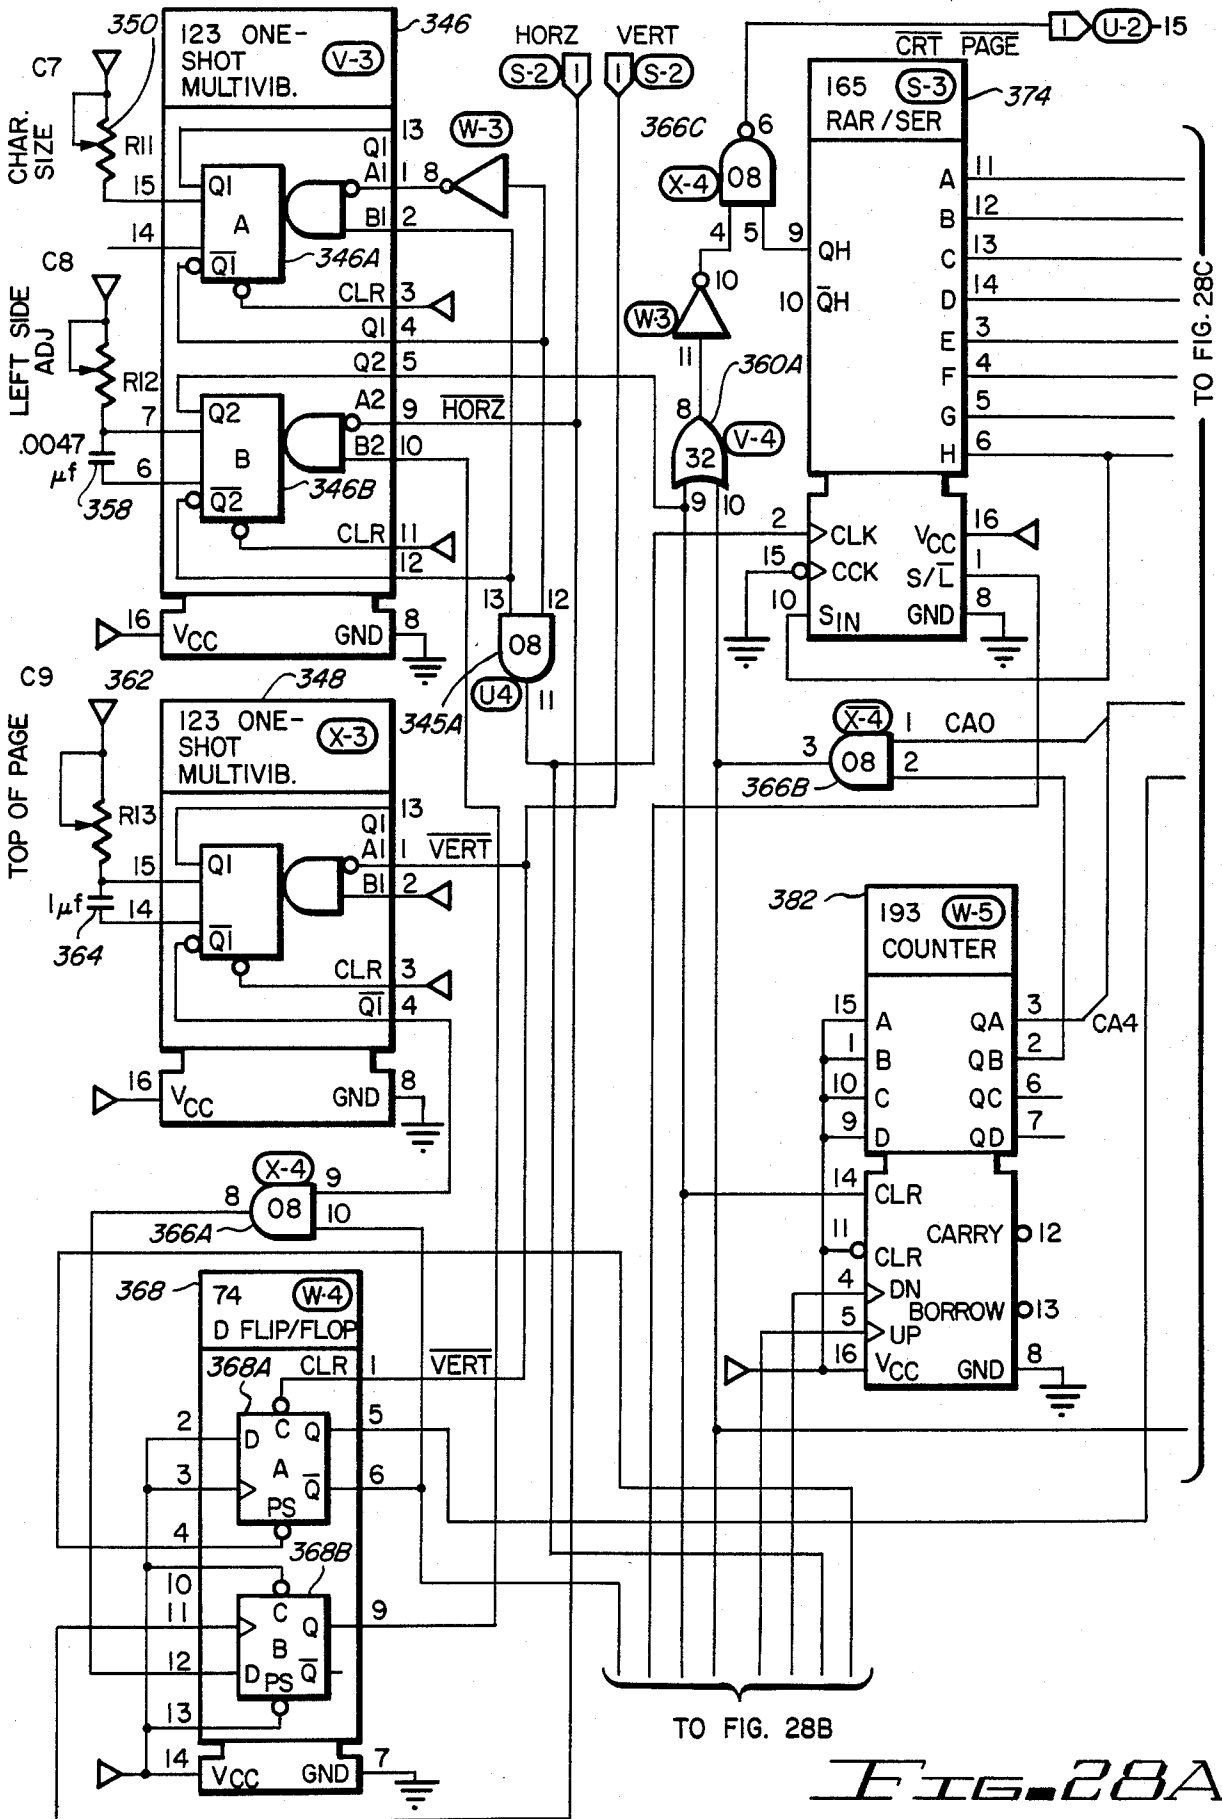 350
123 ONE-
SHOT
MULTIVIB.
V-3
346
HORZ
VERT
S-2
1
1
S-2
1
U-2
-15
CRT PAGE
165
S-3
RAR/SER
374
C7
CHAR.
SIZE
R11
15
14
13
Q1
A1
1
8
W-3
B1
2
Q1
A
Q1
346A
CLR
3
Q1
4
Q2
5
C8
LEFT SIDE
ADJ
R12
7
.0047
μf
6
358
Q2
B
Q2
346B
A2
9
HORZ
B2
10
CLR
11
12
16
VCC
GND
8
13
12
08
U4
11
345A
366C
6
X-4
08
4
5
10
W-3
11
360A
8
32
V-4
9
10
9
QH
10
QH
A
11
B
12
C
13
D
14
E
3
F
4
G
5
H
6
2
CLK
VCC
16
15
CCK
S/L
1
10
SIN
GND
8
TO FIG. 28C
C9
362
348
123 ONE-
SHOT
MULTIVIB.
X-3
TOP OF PAGE
R13
15
1μf
14
364
13
Q1
A1
1
VERT
B1
2
Q1
Q1
CLR
3
Q1
4
16
VCC
GND
8
X-4
3
08
1
CA0
2
366B
382
193
W-5
COUNTER
15
A
QA
3
CA4
1
B
QB
2
10
C
QC
6
9
D
QD
7
14
CLR
CARRY
12
11
CLR
4
DN
BORROW
13
5
UP
16
VCC
GND
8
X-4
8
08
9
10
366A
368
74
W-4
D FLIP/FLOP
368A
CLR
1
VERT
2
D
C
Q
5
A
3
PS
Q
6
4
368B
10
11
C
Q
9
B
12
D
PS
Q
13
14
VCC
GND
7
TO FIG. 28B
FIG. 28A